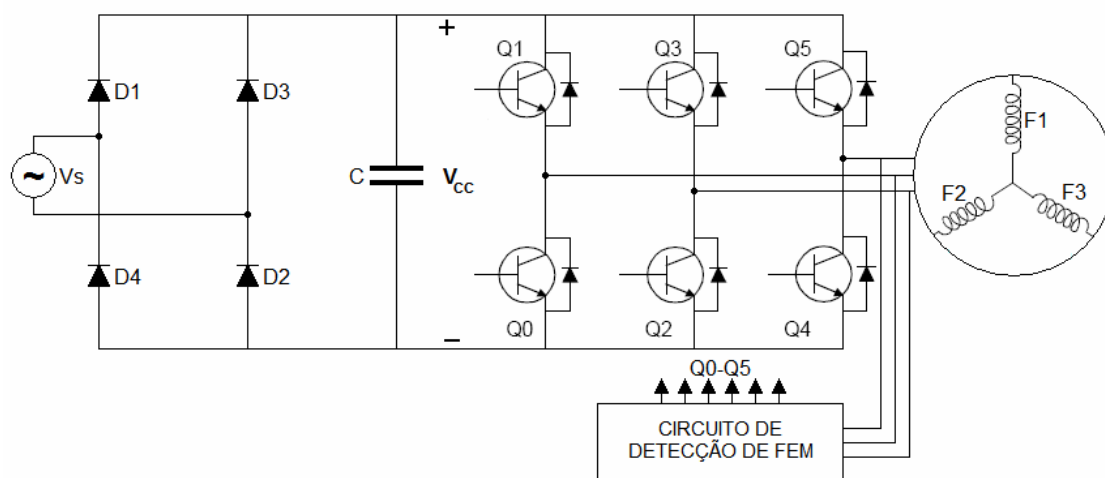 +
Q1
Q3
Q5
D1
D3
F1
Vs
C
Vcc
F2
F3
D4
D2
Q0
Q2
Q4
−
Q0-Q5
CIRCUITO DE
DETECÇÃO DE FEM